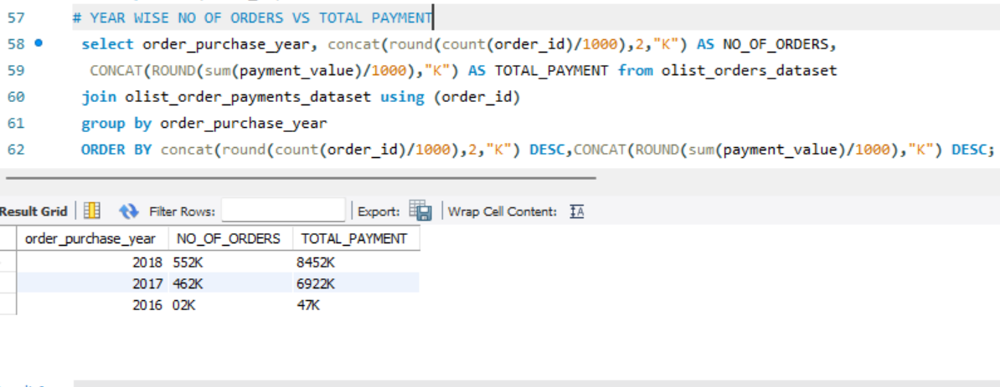 57 # YEAR WISE NO OF ORDERS VS TOTAL PAYMENT
58 select order_purchase_year, concat(round(count(order_id)/1000),2,"K") AS NO_OF_ORDERS,
59 CONCAT(ROUND(sum(payment_value)/1000),"K") AS TOTAL_PAYMENT from olist_orders_dataset
60 join olist_order_payments_dataset using (order_id)
61 group by order_purchase_year
62 ORDER BY concat(round(count(order_id)/1000),2,"K") DESC,CONCAT(ROUND(sum(payment_value)/1000),"K") DESC;
Result Grid Filter Rows: Export: Wrap Cell Content: IA
order_purchase_year NO_OF_ORDERS TOTAL_PAYMENT
2018 552K 8452K
2017 462K 6922K
2016 02K 47K